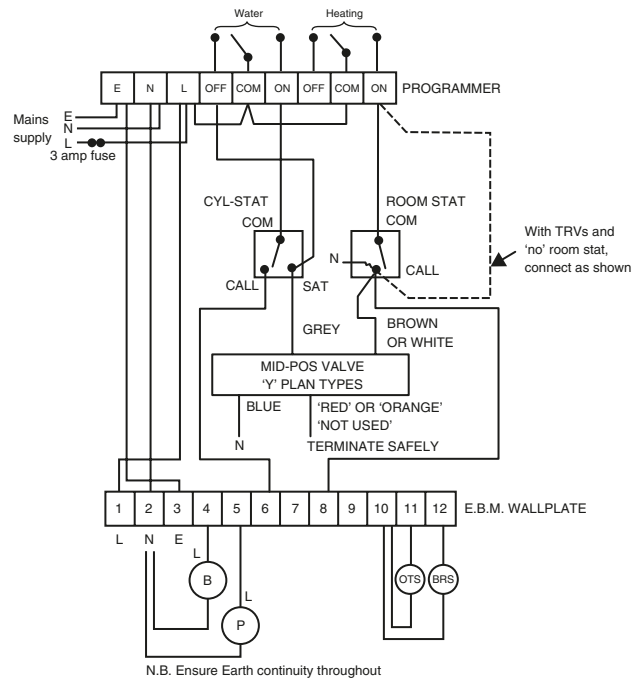 Water
Heating
E N L OFF COM ON OFF COM ON
PROGRAMMER
Mains
supply
E
N
L
3 amp fuse
CYL-STAT
COM
ROOM STAT
COM
With TRVs and
‘no’ room stat,
connect as shown
N
CALL
SAT
CALL
GREY
BROWN
OR WHITE
MID-POS VALVE
‘Y’ PLAN TYPES
BLUE
‘RED’ OR ‘ORANGE’
‘NOT USED’
N
TERMINATE SAFELY
1 2 3 4 5 6 7 8 9 10 11 12
E.B.M. WALLPLATE
L N E
L
B
OTS
BRS
L
P
N.B. Ensure Earth continuity throughout